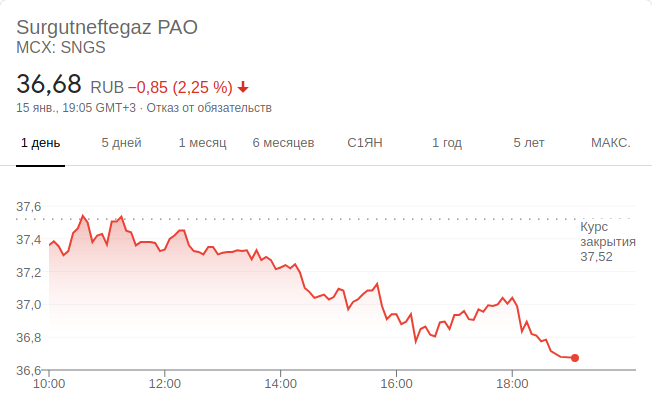 Surgutneftegaz PAO
MCX: SNGS
36,68 RUB −0,85 (2,25 %)
15 янв., 19:05 GMT+3 · Отказ от обязательств
1 день 5 дней 1 месяц 6 месяцев С1ЯН 1 год 5 лет МАКС.
37,6
Курс
закрытия
37,52
37,4
37,2
37,0
36,8
36,6
10:00 12:00 14:00 16:00 18:00